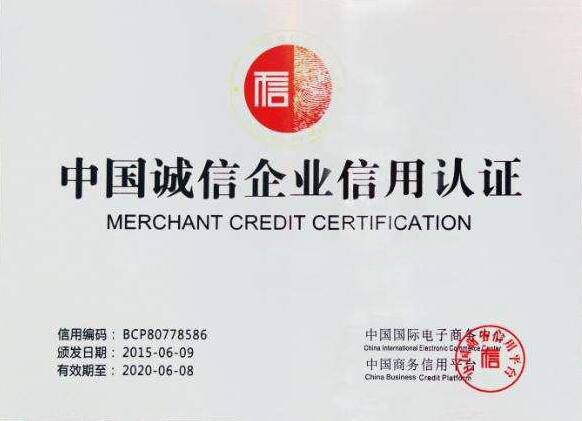 信
中国诚信企业信用认证
MERCHANT CREDIT CERTIFICATION
信用编码： BCP80778586
颁发日期： 2015-06-09
有效期至： 2020-06-08
中国国际电子商务中心
China International Electronic Commerce Center
中国商务信用平台
China Business Credit Platform
信